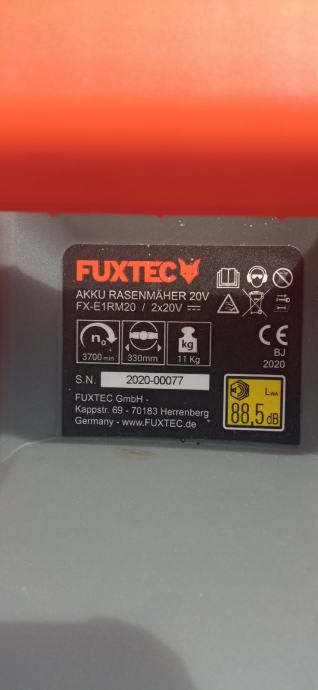 FUXTEC
AKKU RASENMÄHER 20V
FX-E1RM20 / 2x20V
n₀
kg
3700 min⁻¹
330mm
11 Kg
CE
BJ
2020
S.N. 2020-00077
LWA
88,5 dB
FUXTEC GmbH -
Kappstr. 69 - 70183 Herrenberg
Germany - www.FUXTEC.de